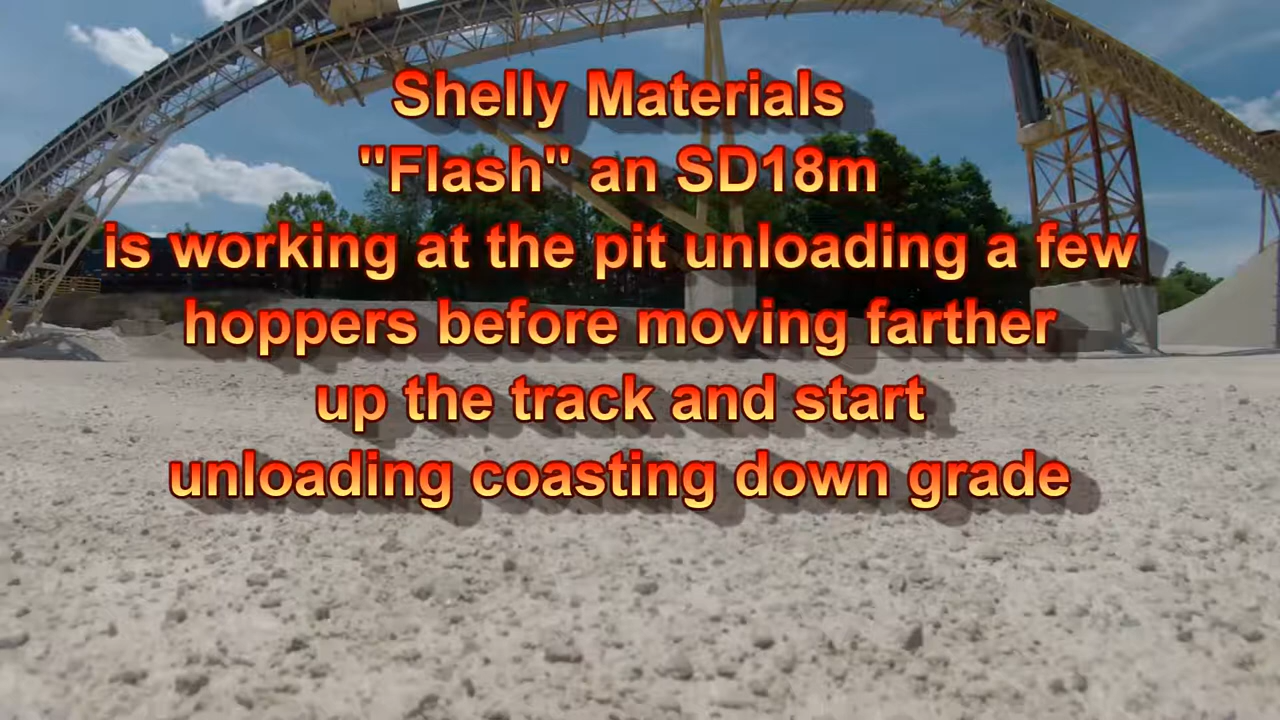 Shelly Materials
"Flash" an SD18m
is working at the pit unloading a few
hoppers before moving farther
up the track and start
unloading coasting down grade